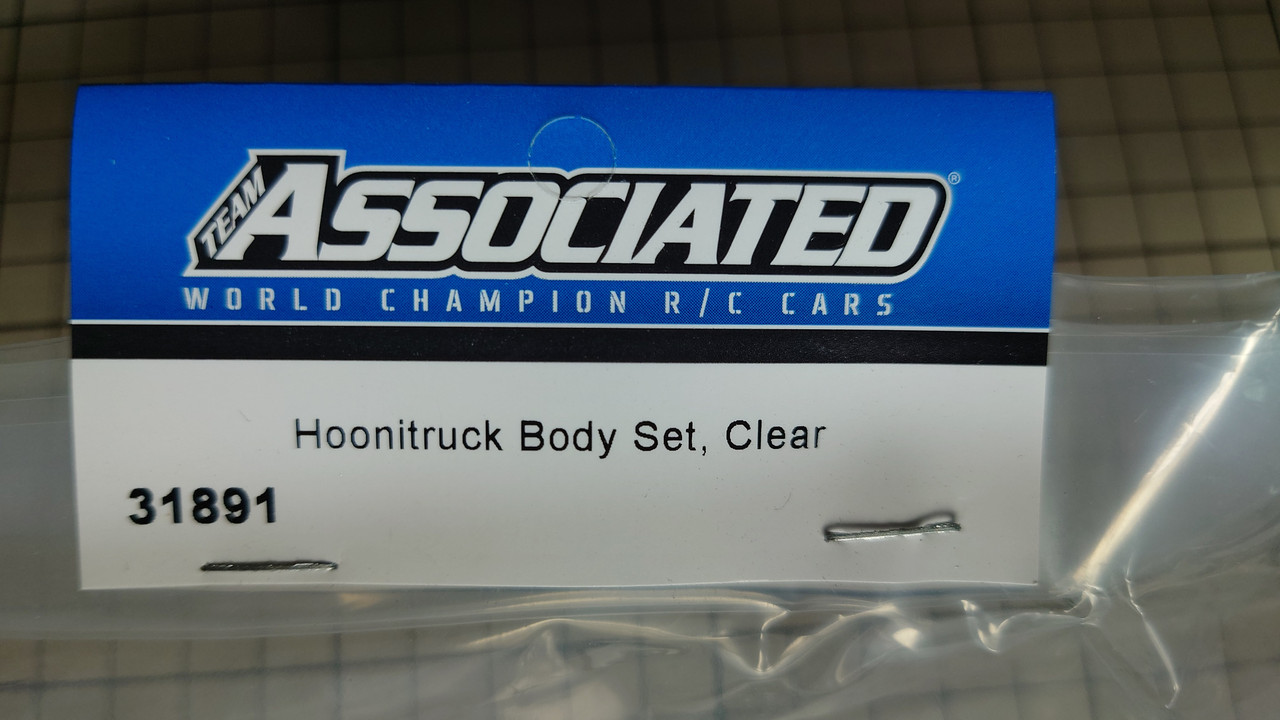 TEAM ASSOCIATED®
WORLD CHAMPION R/C CARS
Hoonitruck Body Set, Clear
31891